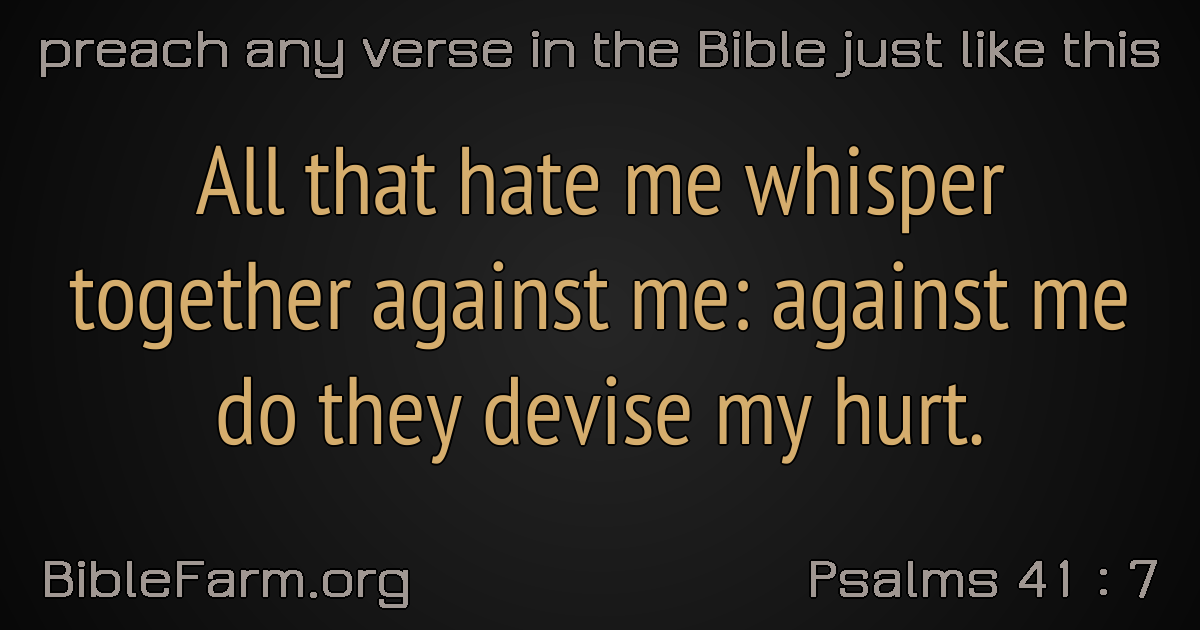 preach any verse in the Bible just like this
All that hate me whisper
together against me: against me
do they devise my hurt.
BibleFarm.org
Psalms 41 : 7